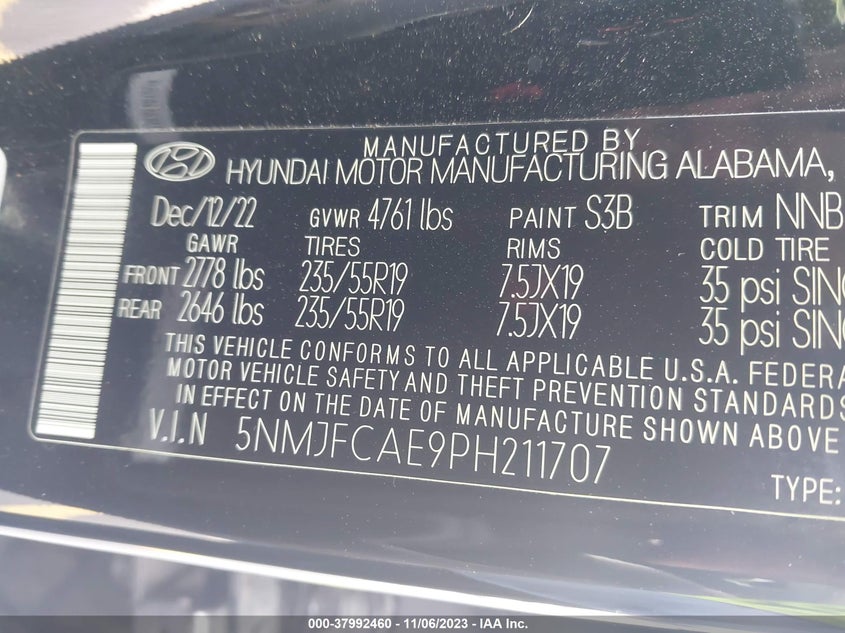 MANUFACTURED BY
HYUNDAI MOTOR MANUFACTURING ALABAMA,
Dec/12/22 GVWR 4761 lbs PAINT S3B TRIM NNB
GAWR TIRES RIMS COLD TIRE
FRONT 2778 lbs 235/55R19 7.5JX19 35 psi SING
REAR 2646 lbs 235/55R19 7.5JX19 35 psi SING
THIS VEHICLE CONFORMS TO ALL APPLICABLE U.S.A. FEDERA
MOTOR VEHICLE SAFETY AND THEFT PREVENTION STANDARDS
IN EFFECT ON THE DATE OF MANUFACTURE SHOWN ABOVE
V.I.N 5NMJFCAE9PH211707
TYPE:
000-37992460 - 11/06/2023 - IAA Inc.